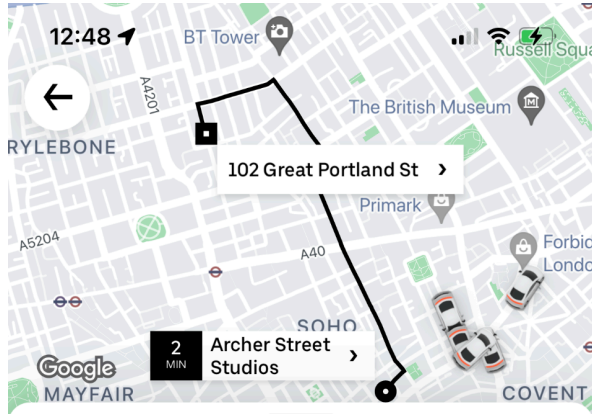 12:48
BT Tower
Russell Squa
A4201
The British Museum
RYLEBONE
102 Great Portland St
Primark
A5204
A40
Forbid
Londo
SOHO
2
MIN
Archer Street
Studios
Google
MAYFAIR
COVENT